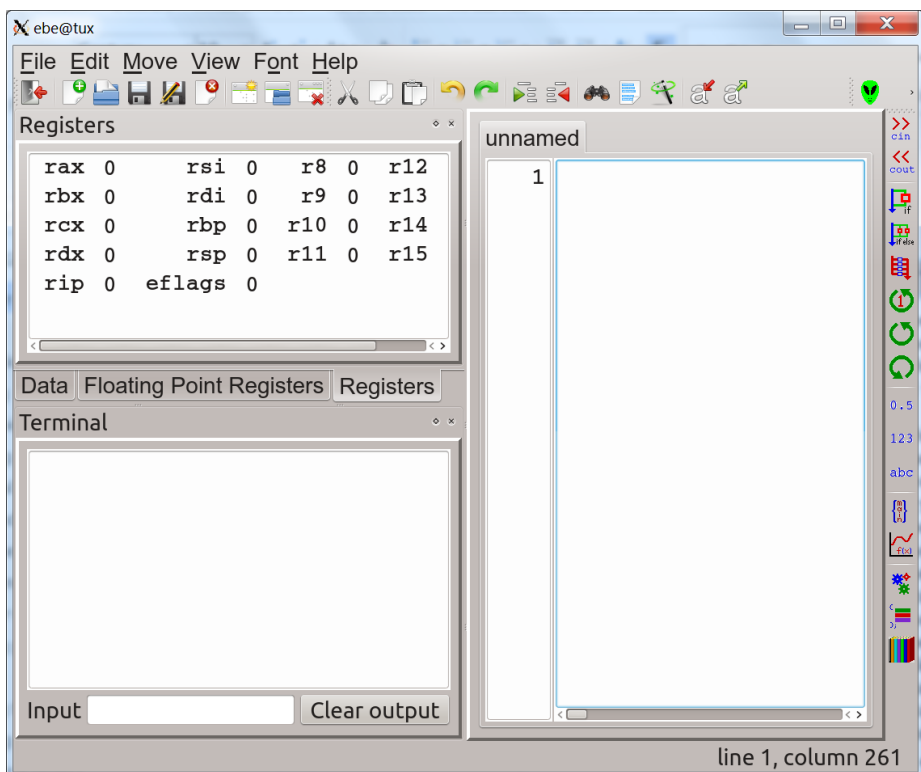 ebe@tux
File Edit Move View Font Help
Registers
rax 0 rsi 0 r8 0 r12
rbx 0 rdi 0 r9 0 r13
rcx 0 rbp 0 r10 0 r14
rdx 0 rsp 0 r11 0 r15
rip 0 eflags 0
Data Floating Point Registers Registers
Terminal
Input Clear output
unnamed
1
cin
cout
if
if else
1
0.5
123
abc
f(x)
line 1, column 261